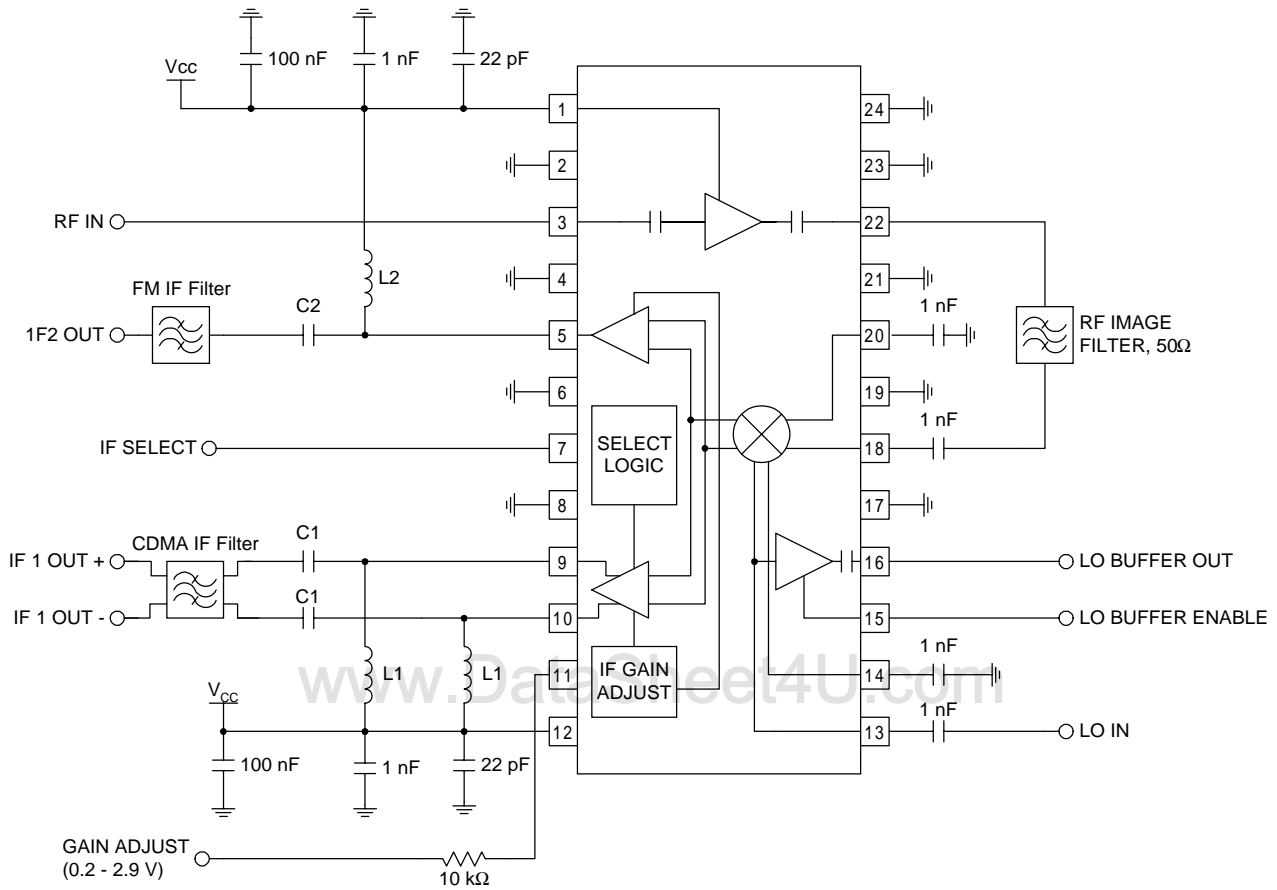 100 nF
1 nF
22 pF
Vcc
1
24
2
23
RF IN
3
22
4
21
L2
FM IF Filter
C2
1 nF
1F2 OUT
5
20
RF IMAGE
FILTER, 50Ω
6
19
1 nF
IF SELECT
7
SELECT
LOGIC
18
8
17
CDMA IF Filter
C1
IF 1 OUT +
9
16
LO BUFFER OUT
C1
IF 1 OUT -
10
15
LO BUFFER ENABLE
1 nF
www.DataSheet4U.com
L1
L1
11
IF GAIN
ADJUST
14
1 nF
VCC
12
13
LO IN
100 nF
1 nF
22 pF
GAIN ADJUST
(0.2 - 2.9 V)
10 kΩ